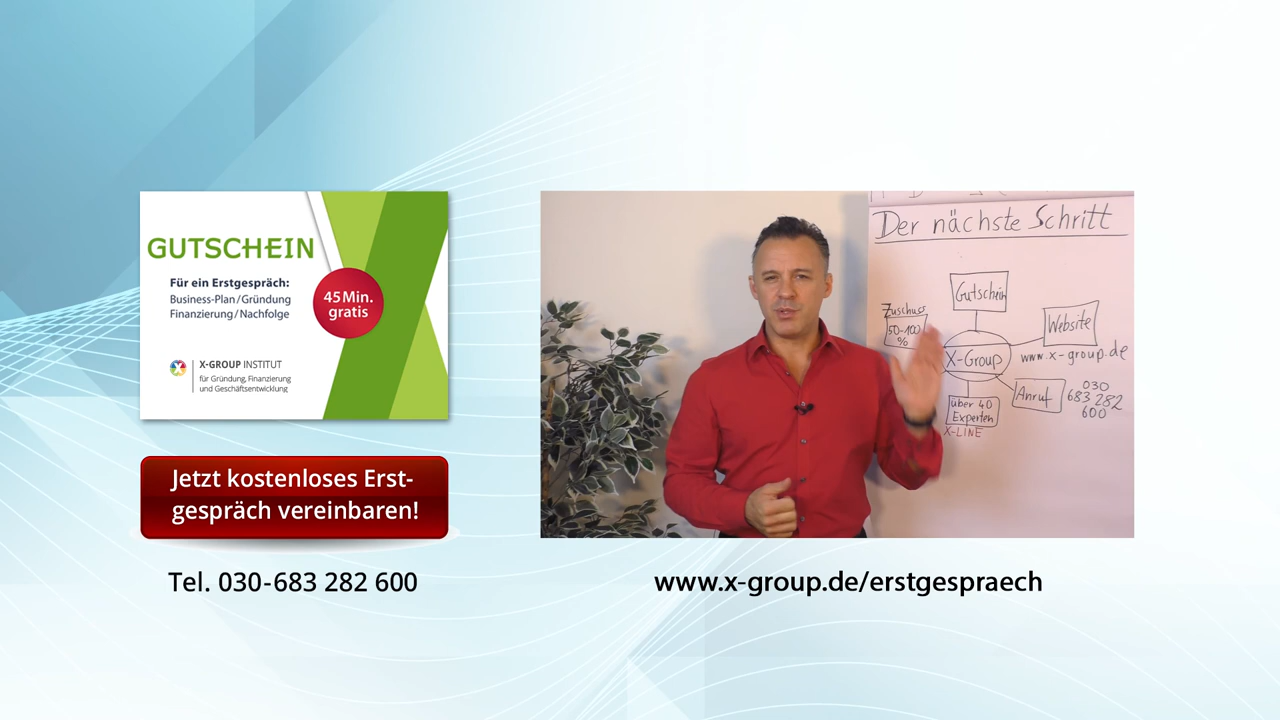 GUTSCHEIN
Für ein Erstgespräch:
Business-Plan/Gründung
Finanzierung/Nachfolge
45 Min.
gratis
X-GROUP INSTITUT
für Gründung, Finanzierung
und Geschäftsentwicklung
Jetzt kostenloses Erst-
gespräch vereinbaren!
Tel. 030-683 282 600
Der nächste Schritt
Gutschein
Zuschuss
50-100
%
Website
X-Group
www.x-group.de
Anruf
030
683 282
600
über 40
Experten
X-LINE
www.x-group.de/erstgespraech